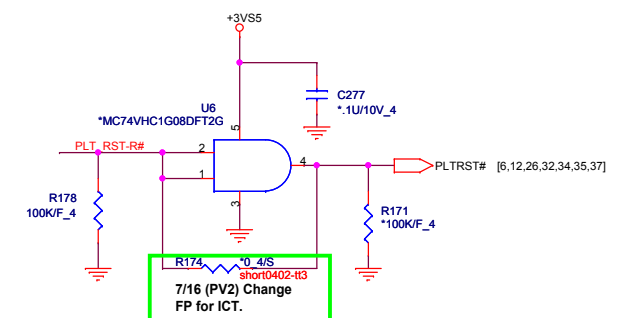 +3VS5
C277
*.1U/10V_4
U6
*MC74VHC1G08DFT2G
5
PLT_RST-R#
2
4
1
PLTRST# [6,12,26,32,34,35,37]
3
R178
100K/F_4
R171
*100K/F_4
R174 *0_4/S
short0402-tt3
7/16 (PV2) Change
FP for ICT.